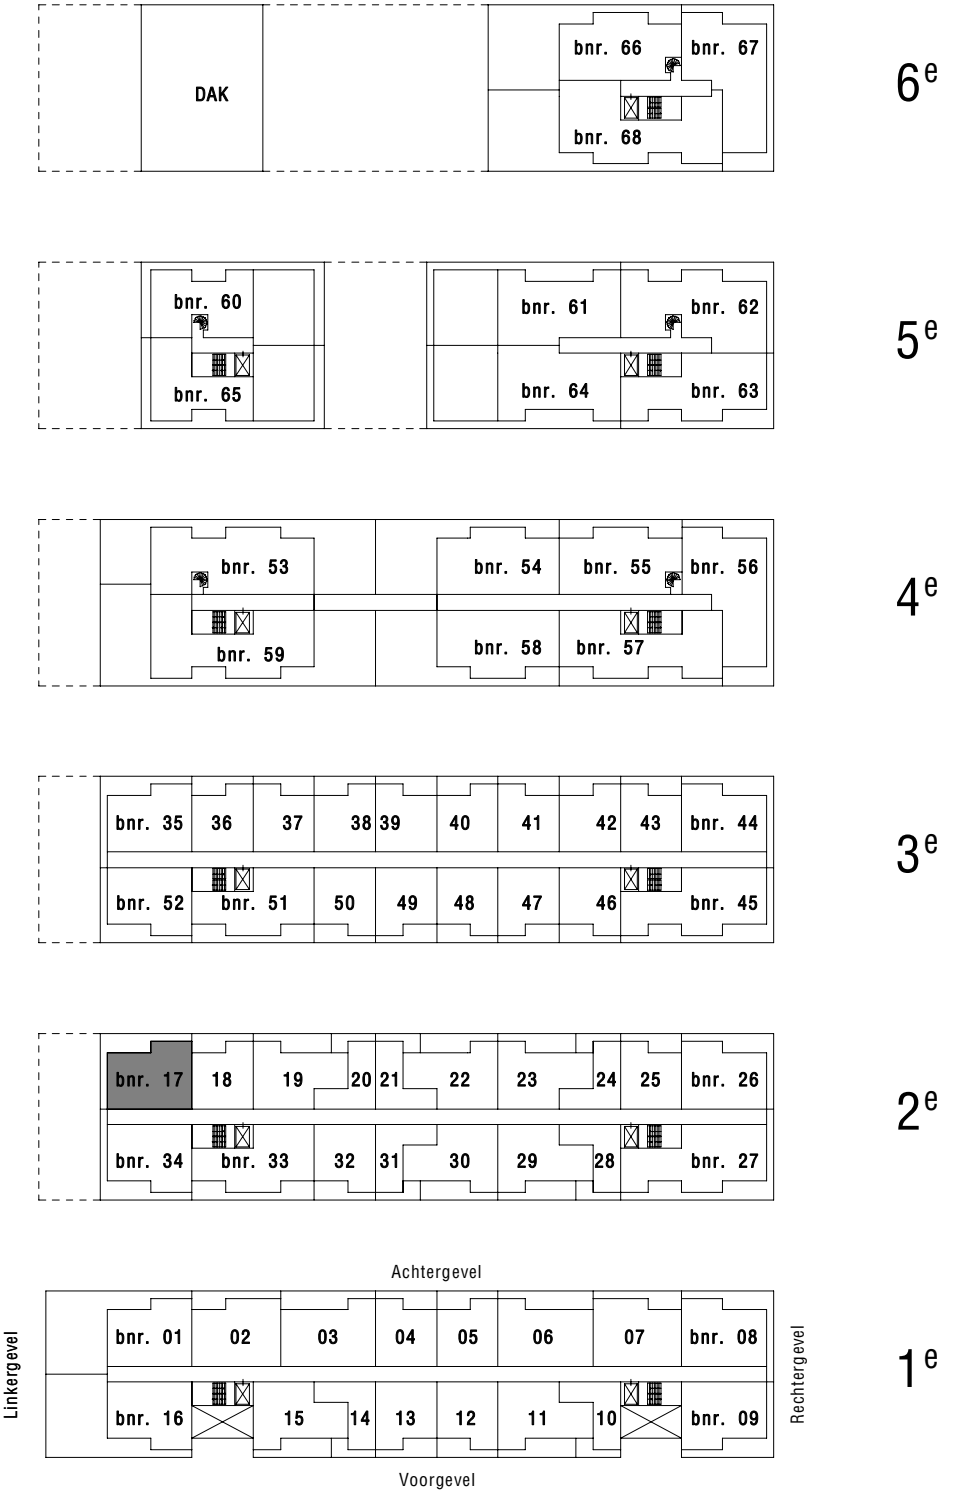 bnr. 66 bnr. 67
6e
DAK
bnr. 68
bnr. 60 bnr. 61 bnr. 62
5e
bnr. 65 bnr. 64 bnr. 63
bnr. 53 bnr. 54 bnr. 55 bnr. 56
4e
bnr. 59 bnr. 58 bnr. 57
bnr. 35 36 37 38 39 40 41 42 43 bnr. 44
3e
bnr. 52 bnr. 51 50 49 48 47 46 bnr. 45
bnr. 17 18 19 20 21 22 23 24 25 bnr. 26
2e
bnr. 34 bnr. 33 32 31 30 29 28 bnr. 27
Achtergevel
bnr. 01 02 03 04 05 06 07 bnr. 08
Linkergevel
Rechtergevel
1e
bnr. 16 15 14 13 12 11 10 bnr. 09
Voorgevel